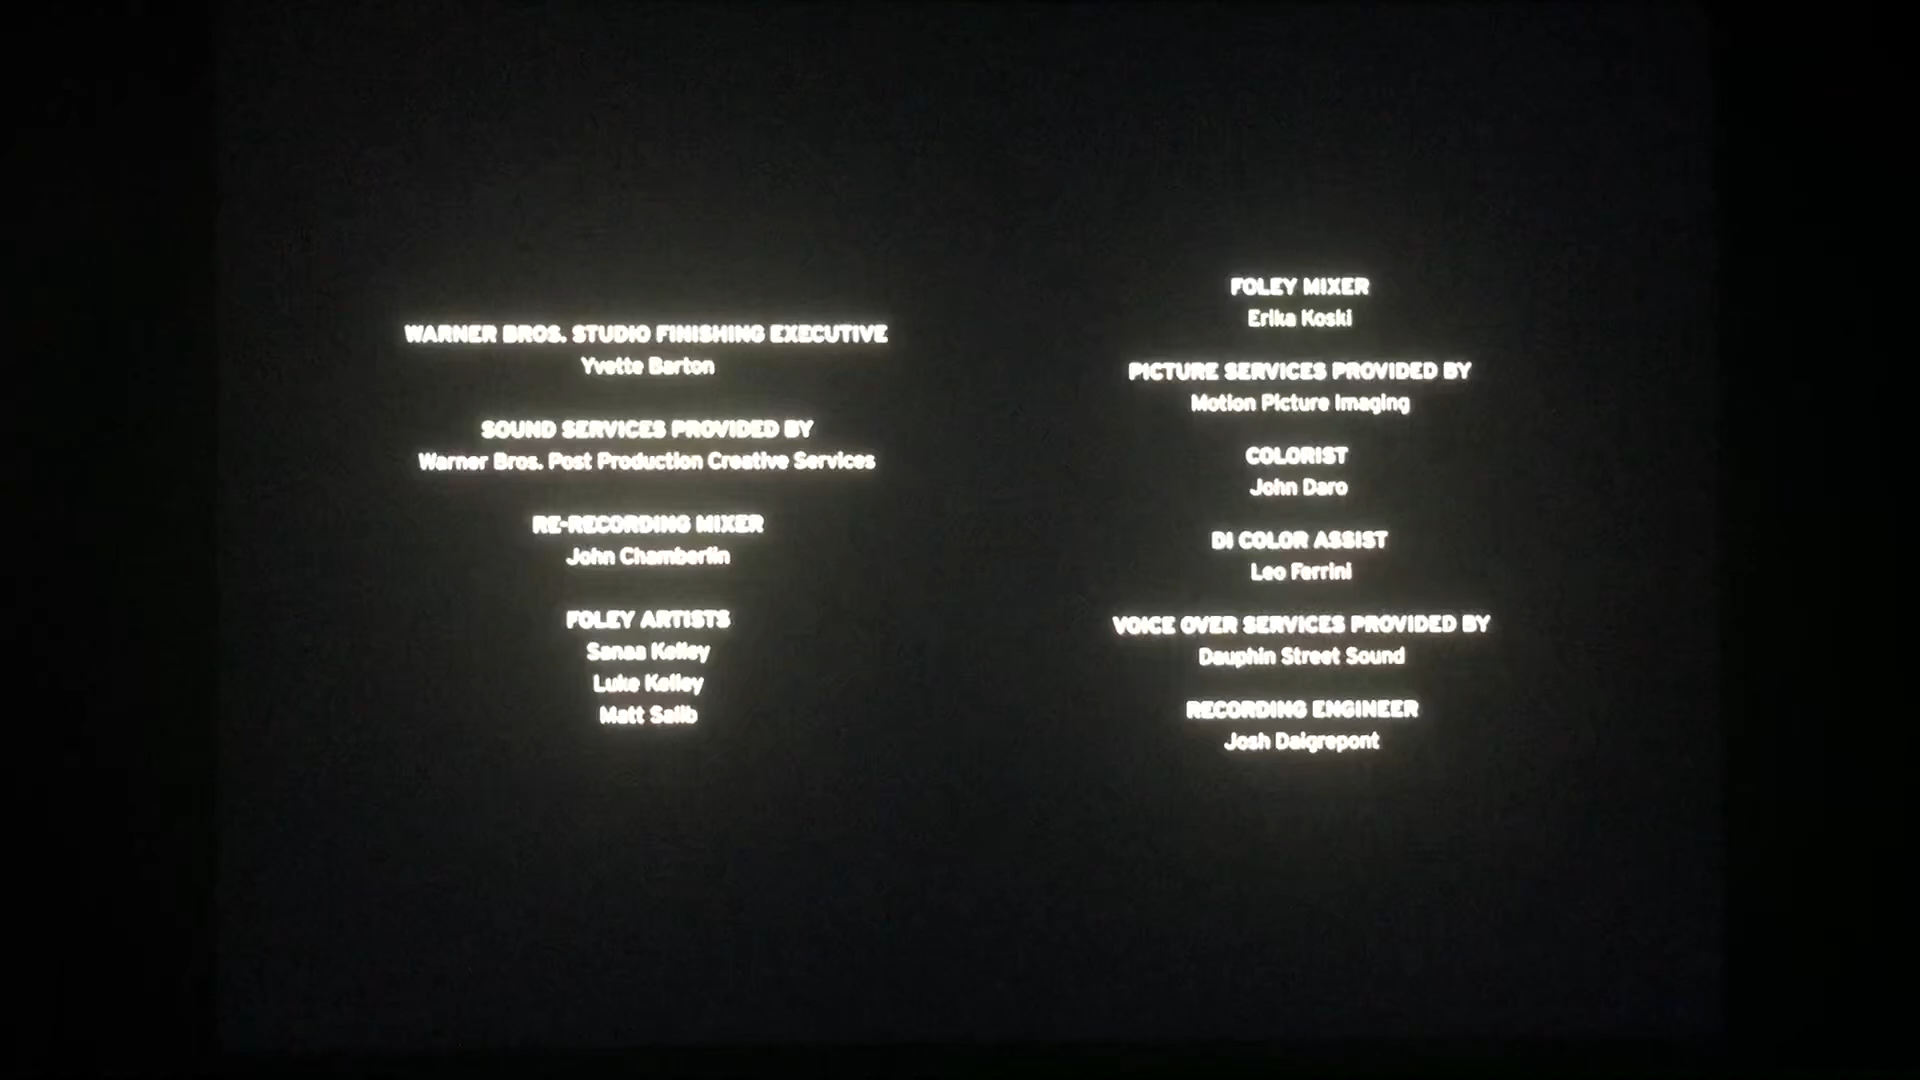 WARNER BROS. STUDIO FINISHING EXECUTIVE
Yvette Barton
SOUND SERVICES PROVIDED BY
Warner Bros. Post Production Creative Services
RE-RECORDING MIXER
John Chamberlin
FOLEY ARTISTS
Sanaa Kelley
Luke Kelley
Matt Salib
FOLEY MIXER
Erika Koski
PICTURE SERVICES PROVIDED BY
Motion Picture Imaging
COLORIST
John Daro
DI COLOR ASSIST
Leo Ferrini
VOICE OVER SERVICES PROVIDED BY
Dauphin Street Sound
RECORDING ENGINEER
Josh Daigrepont